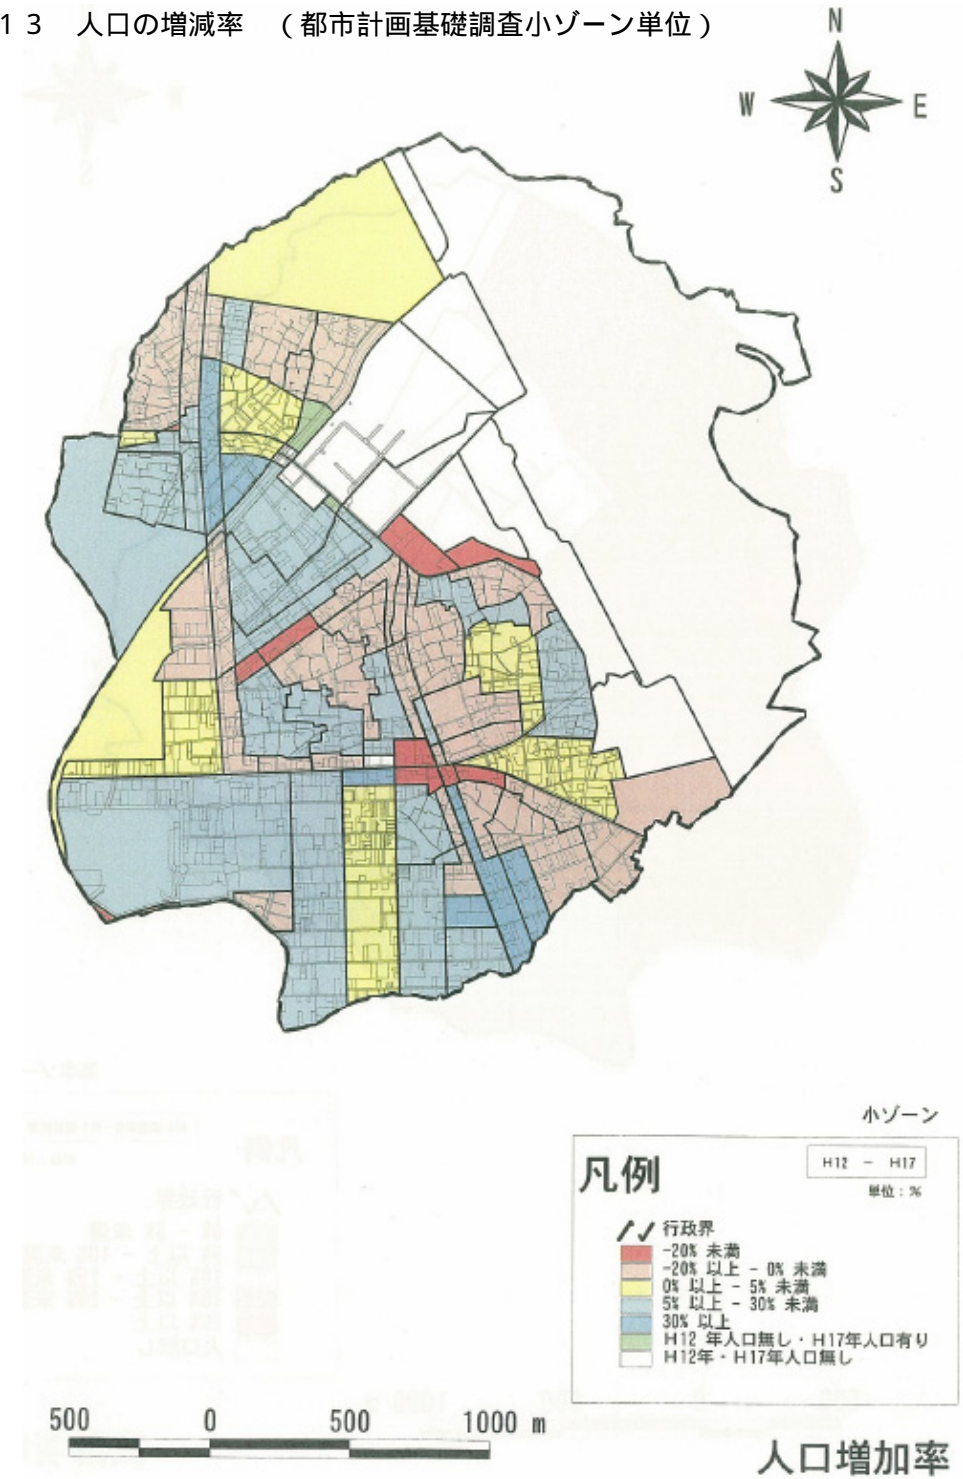 13 人口の増減率 (都市計画基礎調査小ゾーン単位)
N
W
E
S
小ゾーン
凡例
H12 - H17
単位:%
行政界
-20% 未満
-20% 以上 - 0% 未満
0% 以上 - 5% 未満
5% 以上 - 30% 未満
30% 以上
H12 年人口無し・H17年人口有り
H12年・H17年人口無し
500 0 500 1000 m
人口増加率